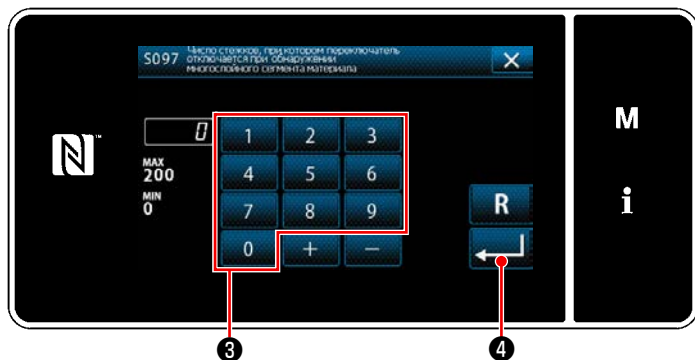 S097 Число стежков, при котором переключатель
отключается при обнаружении
многослойного сегмента материала
0
MAX
200
MIN
0
1 2 3
4 5 6
7 8 9
0 + −
R
M
i
❸
❹